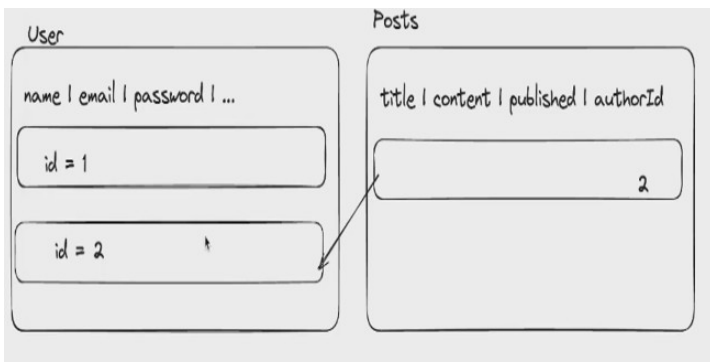 User
name | email | password | ...
id = 1
id = 2
Posts
title | content | published | authorId
2